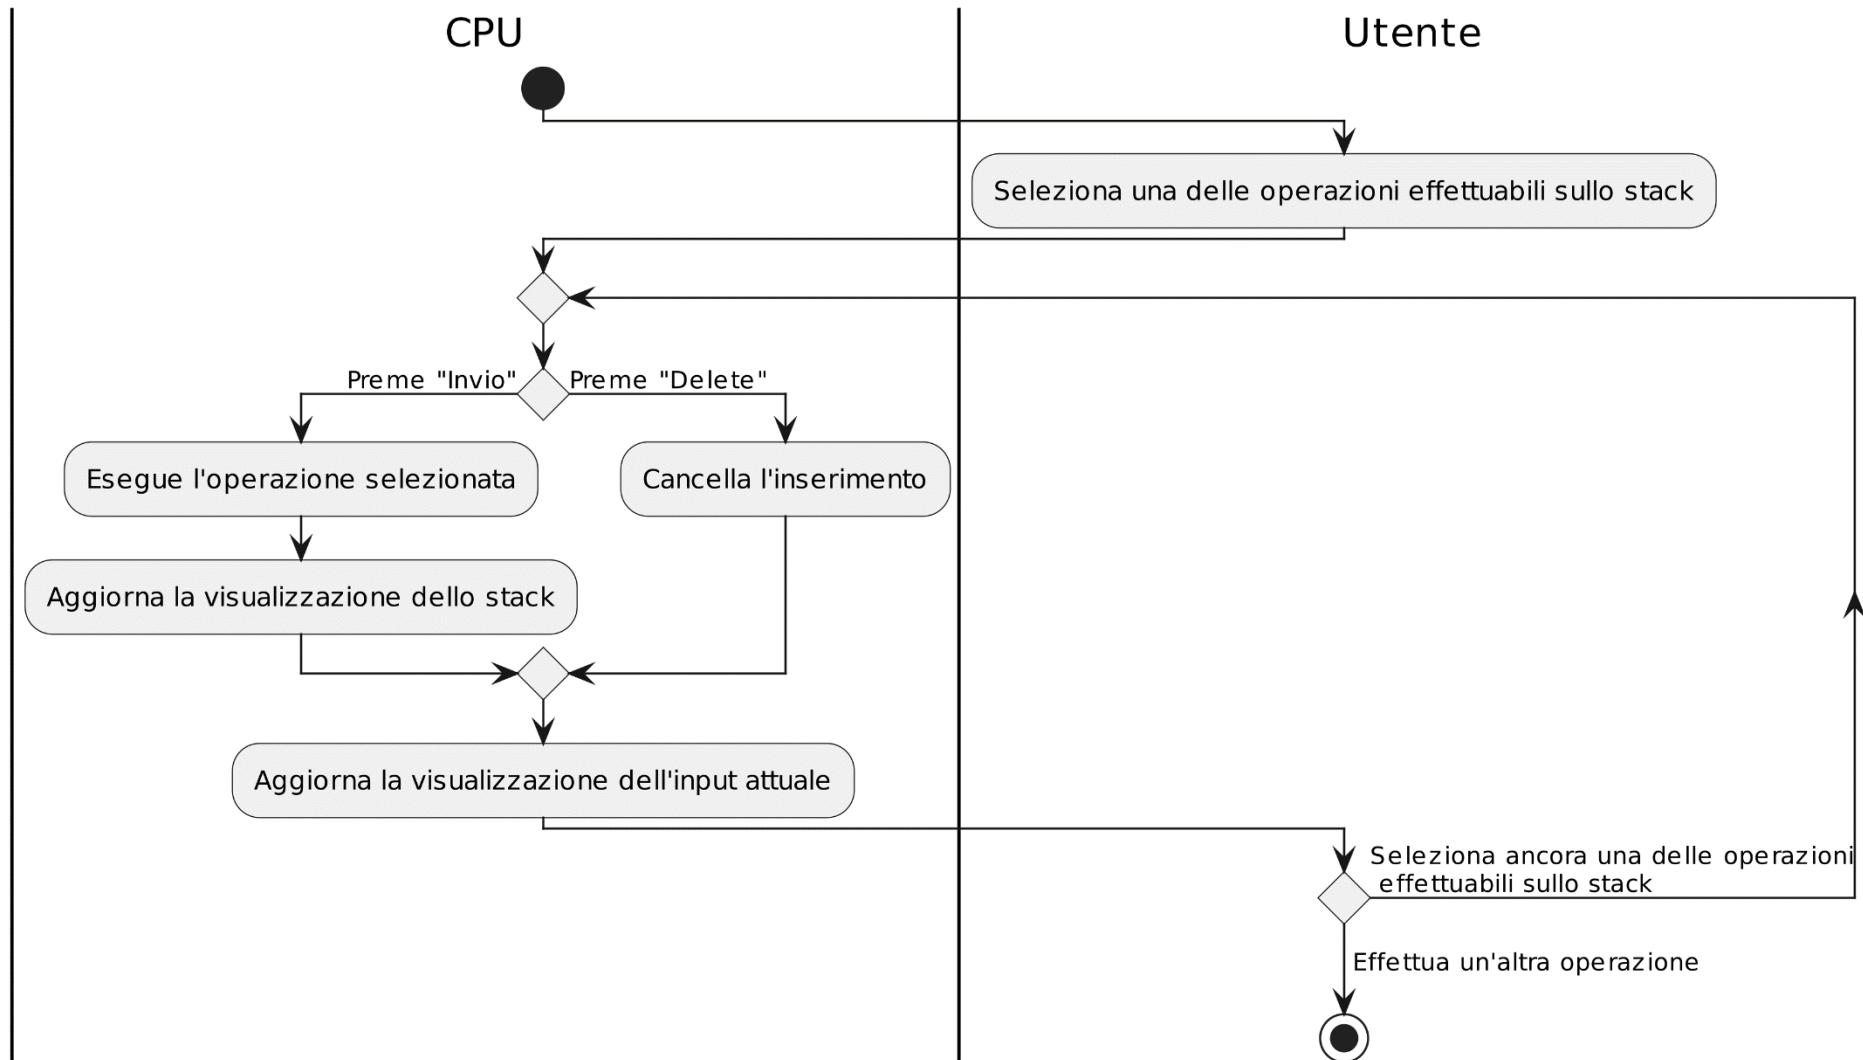 CPU
Utente
Seleziona una delle operazioni effettuabili sullo stack
Preme "Invio"
Preme "Delete"
Esegue l'operazione selezionata
Cancella l'inserimento
Aggiorna la visualizzazione dello stack
Aggiorna la visualizzazione dell'input attuale
Seleziona ancora una delle operazioni
effettuabili sullo stack
Effettua un'altra operazione